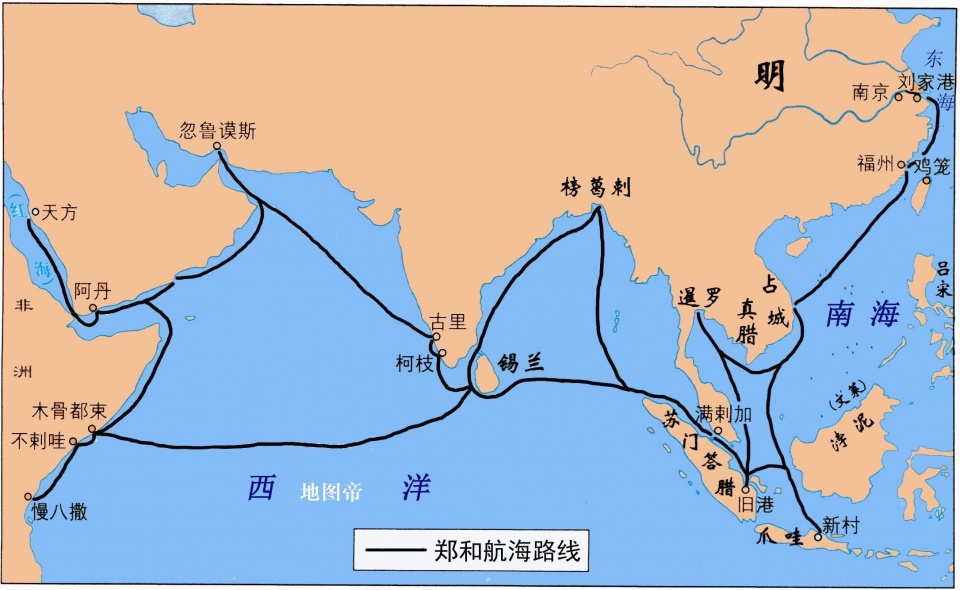 明
东
海
南京
刘家港
福州
鸡笼
忽鲁谟斯
榜葛剌
(红
海)
天方
阿丹
非
洲
木骨都束
不剌哇
慢八撒
古里
柯枝
锡兰
暹罗
真腊
占城
南海
吕宋
(文莱)
浡泥
满剌加
苏门答腊
旧港
爪哇
新村
西洋
地图帝
郑和航海路线